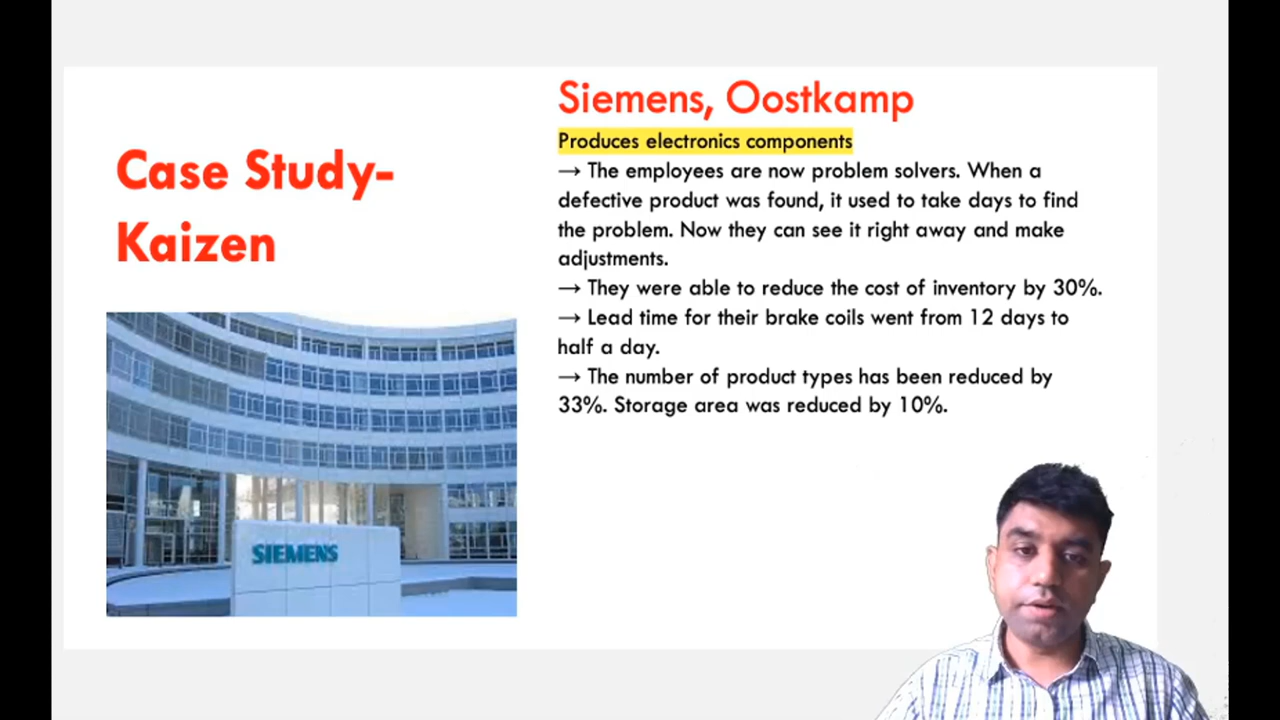 Case Study-
Kaizen
Siemens, Oostkamp
Produces electronics components
→ The employees are now problem solvers. When a
defective product was found, it used to take days to find
the problem. Now they can see it right away and make
adjustments.
→ They were able to reduce the cost of inventory by 30%.
→ Lead time for their brake coils went from 12 days to
half a day.
→ The number of product types has been reduced by
33%. Storage area was reduced by 10%.
SIEMENS